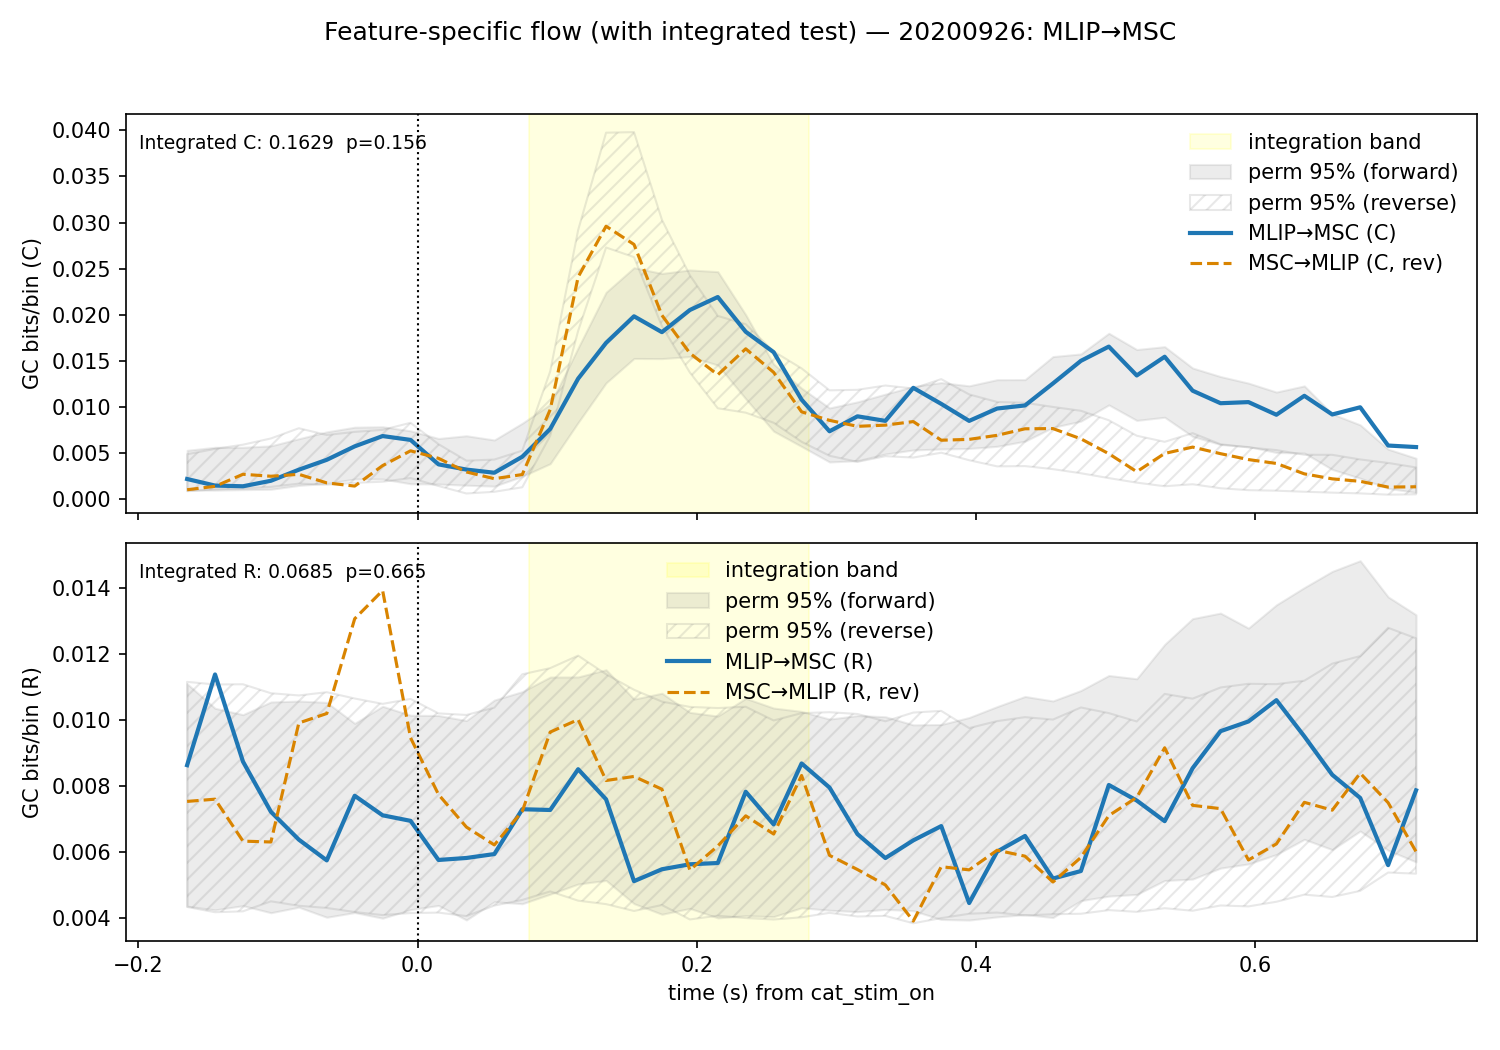 Feature-specific flow (with integrated test) — 20200926: MLIP→MSC
Integrated C: 0.1629  p=0.156
integration band
perm 95% (forward)
perm 95% (reverse)
MLIP→MSC (C)
MSC→MLIP (C, rev)
GC bits/bin (C)
0.040
0.035
0.030
0.025
0.020
0.015
0.010
0.005
0.000
Integrated R: 0.0685  p=0.665
integration band
perm 95% (forward)
perm 95% (reverse)
MLIP→MSC (R)
MSC→MLIP (R, rev)
GC bits/bin (R)
0.014
0.012
0.010
0.008
0.006
0.004
−0.2 0.0 0.2 0.4 0.6
time (s) from cat_stim_on